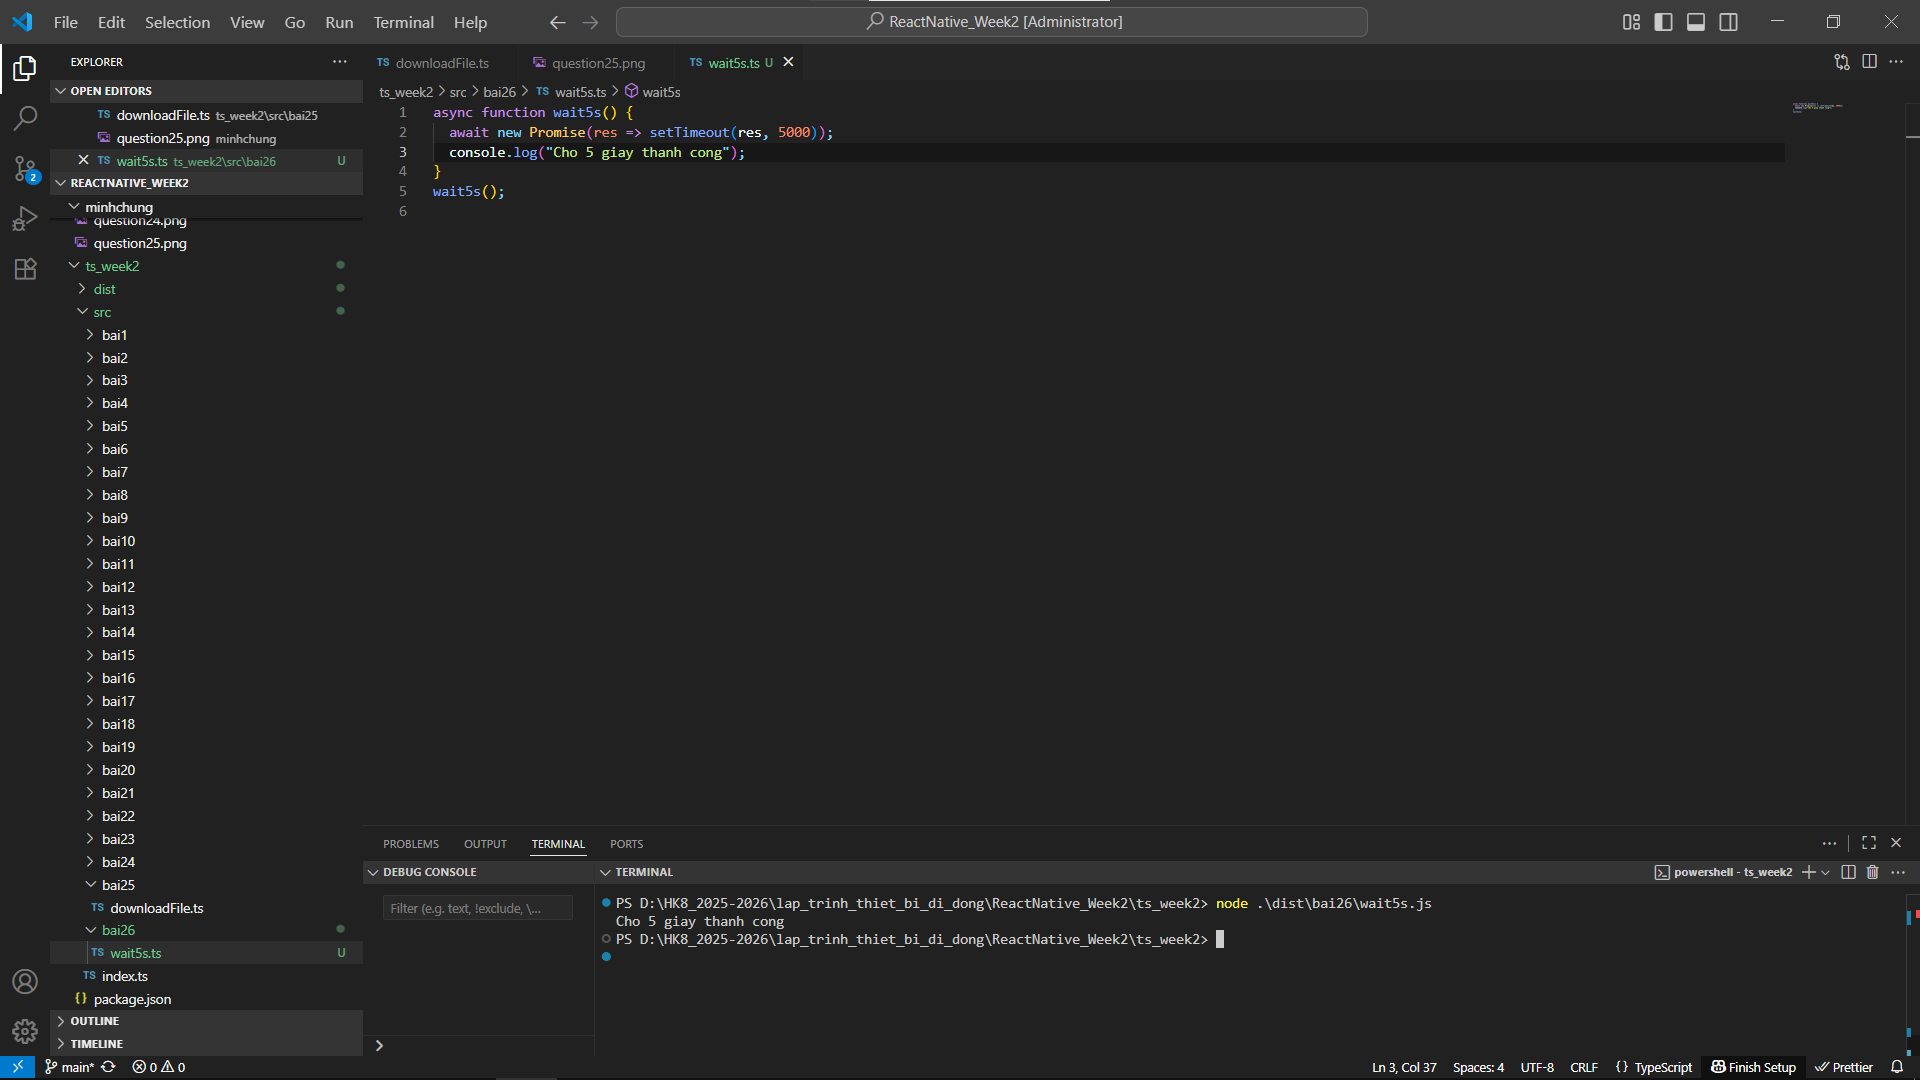 File Edit Selection View Go Run Terminal Help
ReactNative_Week2 [Administrator]
EXPLORER
OPEN EDITORS
downloadFile.ts ts_week2\src\bai25
question25.png minhchung
wait5s.ts ts_week2\src\bai26 U
2
REACTNATIVE_WEEK2
minhchung
question24.png
question25.png
ts_week2
dist
src
bai1
bai2
bai3
bai4
bai5
bai6
bai7
bai8
bai9
bai10
bai11
bai12
bai13
bai14
bai15
bai16
bai17
bai18
bai19
bai20
bai21
bai22
bai23
bai24
bai25
TS downloadFile.ts
bai26
TS wait5s.ts U
TS index.ts
{} package.json
OUTLINE
TIMELINE
TS downloadFile.ts question25.png TS wait5s.ts U
ts_week2 > src > bai26 > TS wait5s.ts > wait5s
1 async function wait5s() {
2 await new Promise(res => setTimeout(res, 5000));
3 console.log("Cho 5 giay thanh cong");
4 }
5 wait5s();
6
PROBLEMS OUTPUT TERMINAL PORTS
DEBUG CONSOLE
Filter (e.g. text, !exclude, \...
TERMINAL
powershell - ts_week2
PS D:\HK8_2025-2026\lap_trinh_thiet_bi_di_dong\ReactNative_Week2\ts_week2> node .\dist\bai26\wait5s.js
Cho 5 giay thanh cong
PS D:\HK8_2025-2026\lap_trinh_thiet_bi_di_dong\ReactNative_Week2\ts_week2>
main* 0 0
Ln 3, Col 37 Spaces: 4 UTF-8 CRLF {} TypeScript Finish Setup Prettier